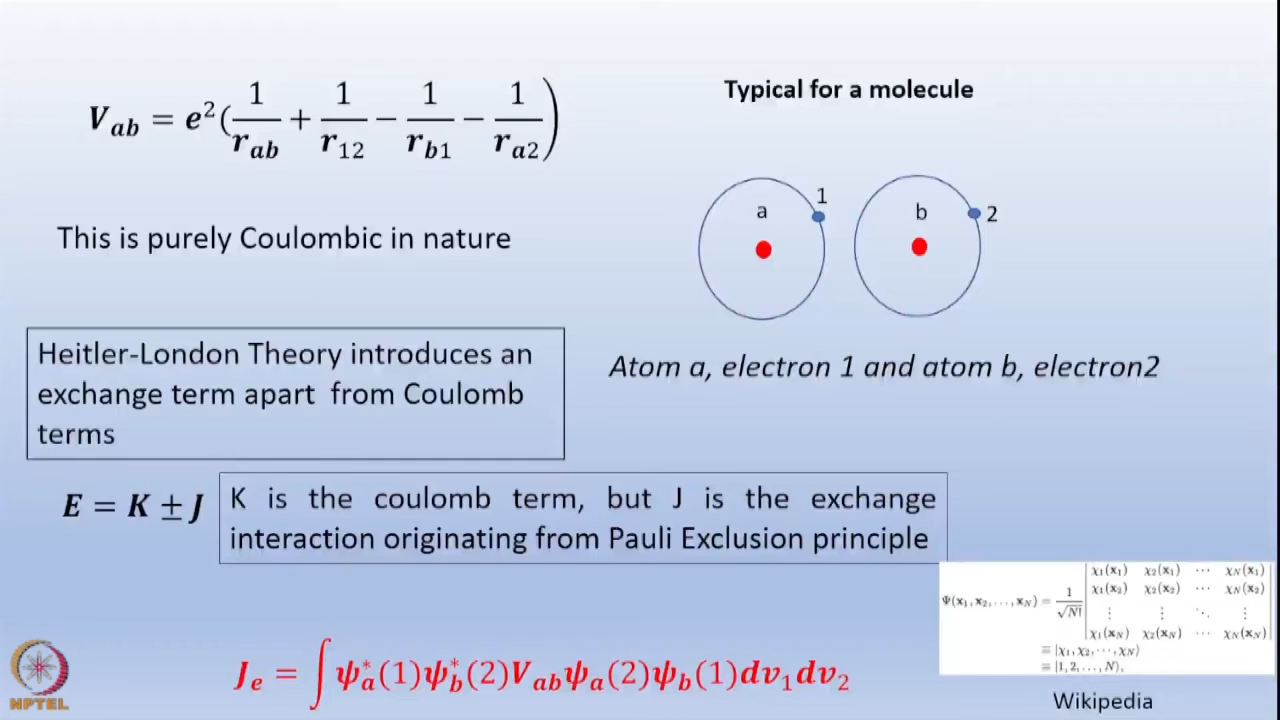 Typical for a molecule
V_ab = e²(1/r_ab + 1/r_12 − 1/r_b1 − 1/r_a2)
a 1 b 2
This is purely Coulombic in nature
Heitler-London Theory introduces an
exchange term apart from Coulomb
terms
Atom a, electron 1 and atom b, electron2
E = K ± J
K is the coulomb term, but J is the exchange
interaction originating from Pauli Exclusion principle
Ψ(x₁, x₂, …, x_N) = 1/√N! | χ₁(x₁) χ₂(x₁) ⋯ χ_N(x₁)
χ₁(x₂) χ₂(x₂) ⋯ χ_N(x₂)
⋮ ⋮ ⋱ ⋮
χ₁(x_N) χ₂(x_N) ⋯ χ_N(x_N) |
≡ |χ₁, χ₂, ⋯, χ_N⟩
≡ |1, 2, …, N⟩,
J_e = ∫ ψ_a*(1)ψ_b*(2)V_abψ_a(2)ψ_b(1)dv₁dv₂
Wikipedia
NPTEL